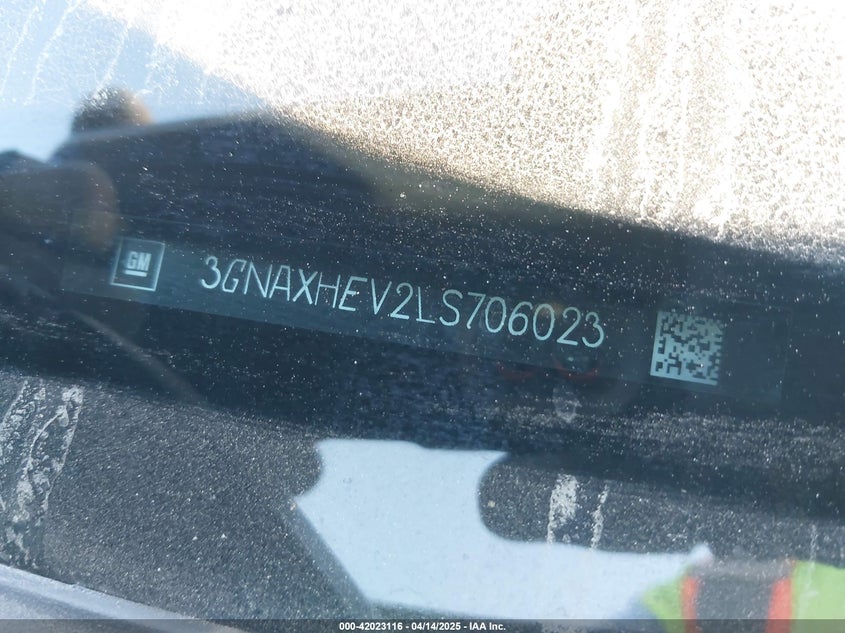 GM
3GNAXHEV2LS706023
000-42023116 - 04/14/2025 - IAA Inc.